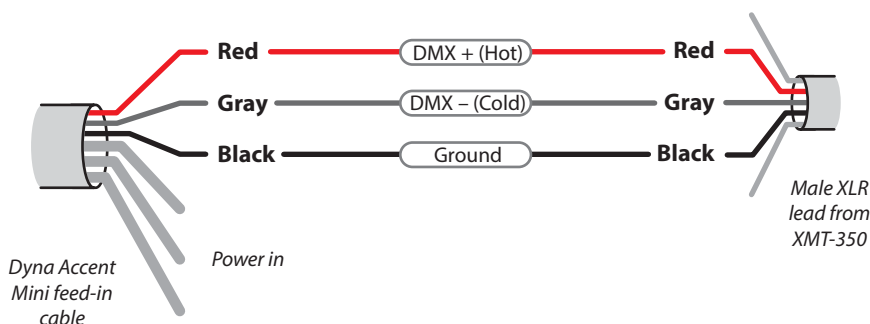 Red DMX + (Hot) Red
Gray DMX – (Cold) Gray
Black Ground Black
Male XLR
lead from
XMT-350
Power in
Dyna Accent
Mini feed-in
cable